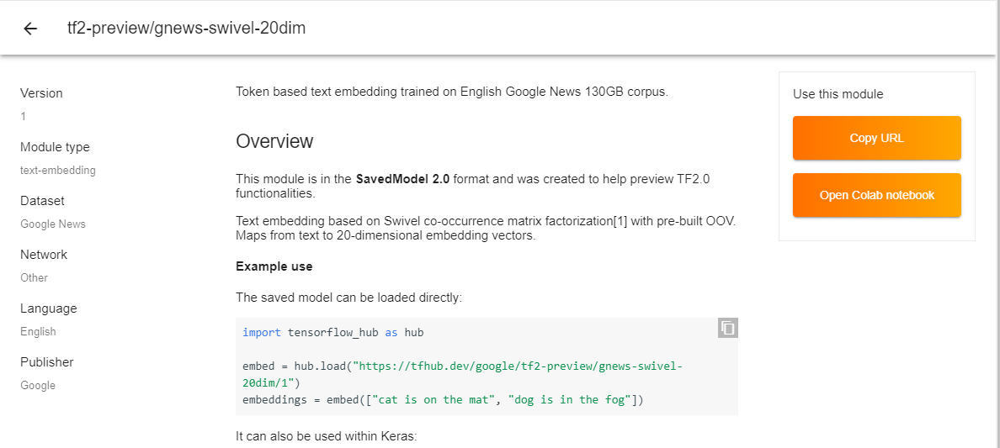 tf2-preview/gnews-swivel-20dim
Version
1
Module type
text-embedding
Dataset
Google News
Network
Other
Language
English
Publisher
Google
Token based text embedding trained on English Google News 130GB corpus.
Overview
This module is in the SavedModel 2.0 format and was created to help preview TF2.0
functionalities.
Text embedding based on Swivel co-occurrence matrix factorization[1] with pre-built OOV.
Maps from text to 20-dimensional embedding vectors.
Example use
The saved model can be loaded directly:
import tensorflow_hub as hub
embed = hub.load("https://tfhub.dev/google/tf2-preview/gnews-swivel-
20dim/1")
embeddings = embed(["cat is on the mat", "dog is in the fog"])
It can also be used within Keras:
Use this module
Copy URL
Open Colab notebook